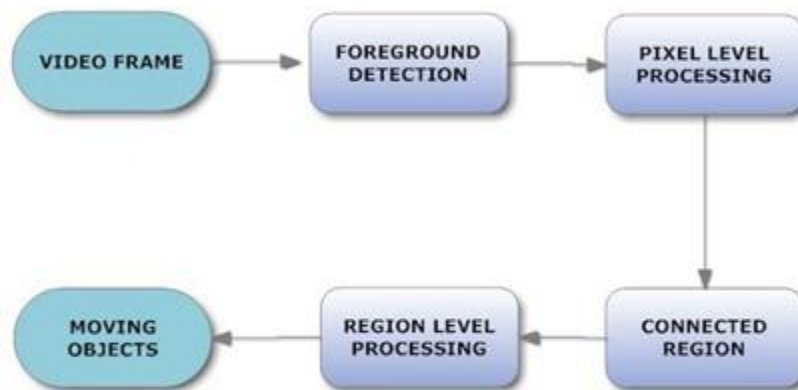 VIDEO FRAME
FOREGROUND
DETECTION
PIXEL LEVEL
PROCESSING
CONNECTED
REGION
REGION LEVEL
PROCESSING
MOVING
OBJECTS